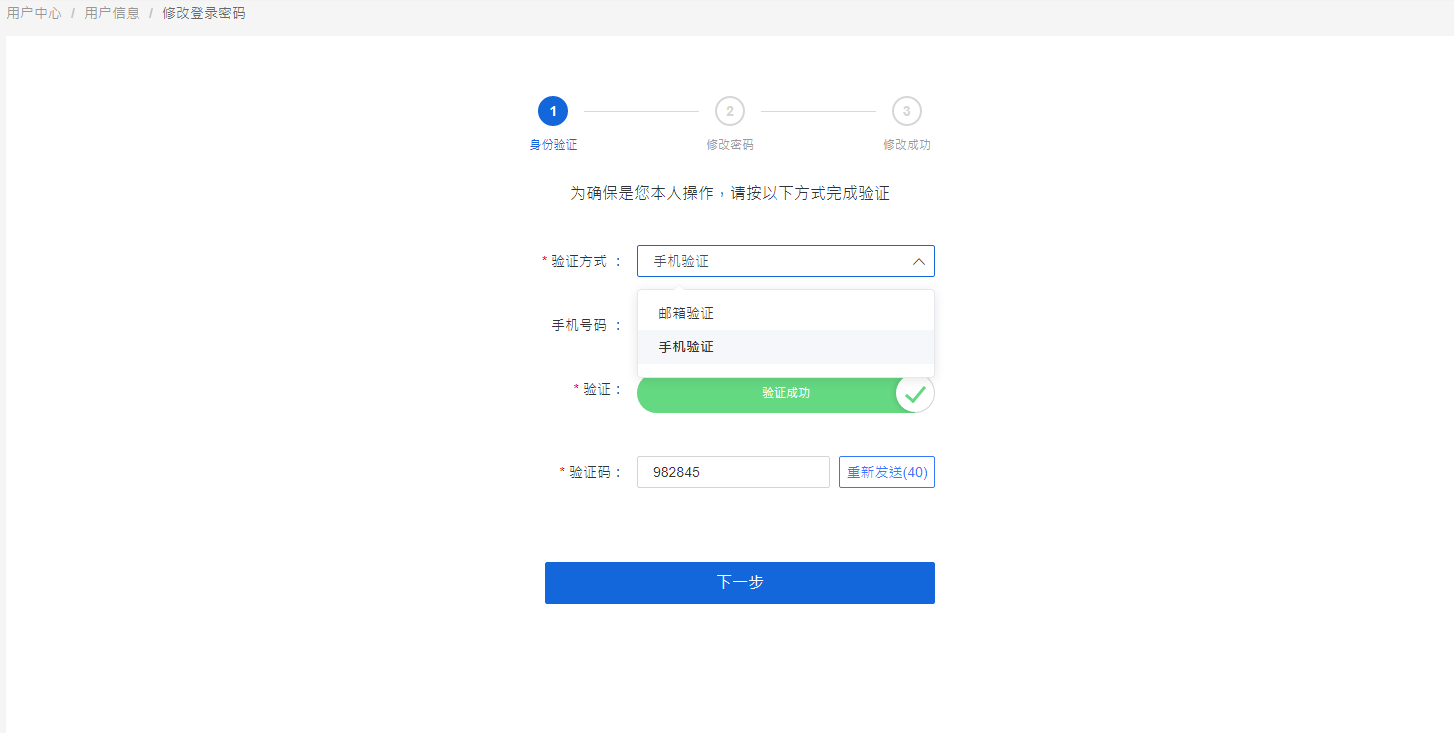 用户中心 / 用户信息 / 修改登录密码
1 2 3
身份验证 修改密码 修改成功
为确保是您本人操作，请按以下方式完成验证
* 验证方式 ： 手机验证
邮箱验证
手机号码 ：
手机验证
* 验证： 验证成功
* 验证码： 982845 重新发送(40)
下一步